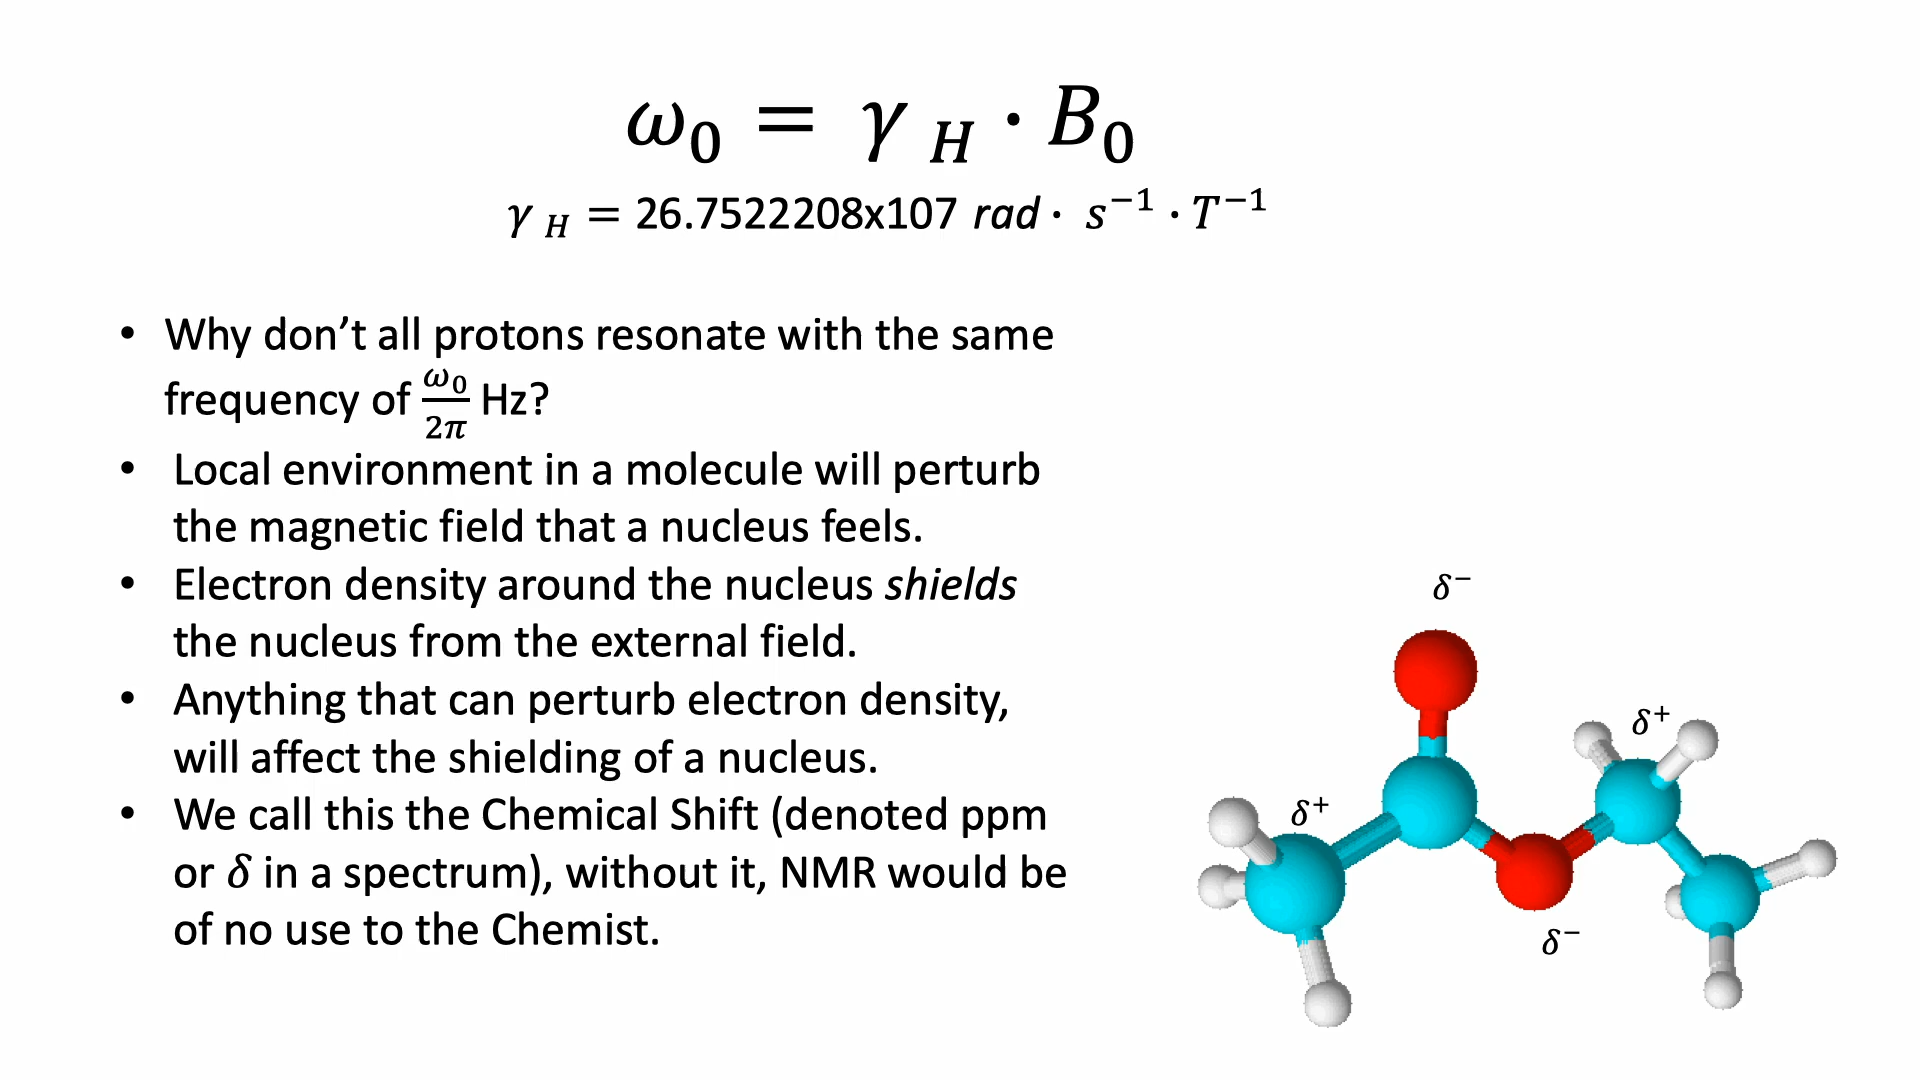 ω₀ = γ_H · B₀
γ_H = 26.7522208x107 rad · s⁻¹ · T⁻¹
• Why don’t all protons resonate with the same
frequency of ω₀/2π Hz?
• Local environment in a molecule will perturb
the magnetic field that a nucleus feels.
• Electron density around the nucleus shields
the nucleus from the external field.
• Anything that can perturb electron density,
will affect the shielding of a nucleus.
• We call this the Chemical Shift (denoted ppm
or δ in a spectrum), without it, NMR would be
of no use to the Chemist.
δ⁻
δ⁺
δ⁺
δ⁻